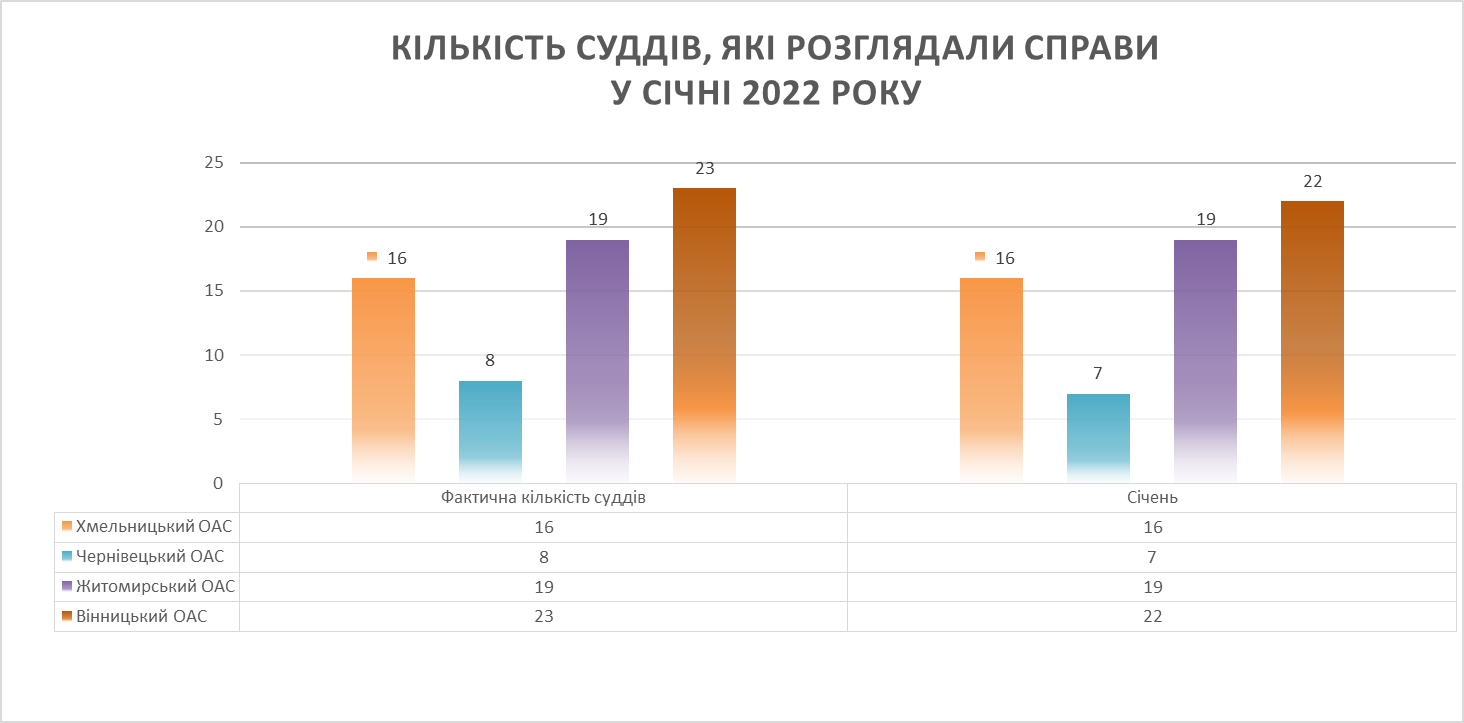 КІЛЬКІСТЬ СУДДІВ, ЯКІ РОЗГЛЯДАЛИ СПРАВИ
У СІЧНІ 2022 РОКУ
25
20
15
10
5
0
16
8
19
23
16
7
19
22
Фактична кількість суддів Січень
Хмельницький ОАС 16 16
Чернівецький ОАС 8 7
Житомирський ОАС 19 19
Вінницький ОАС 23 22